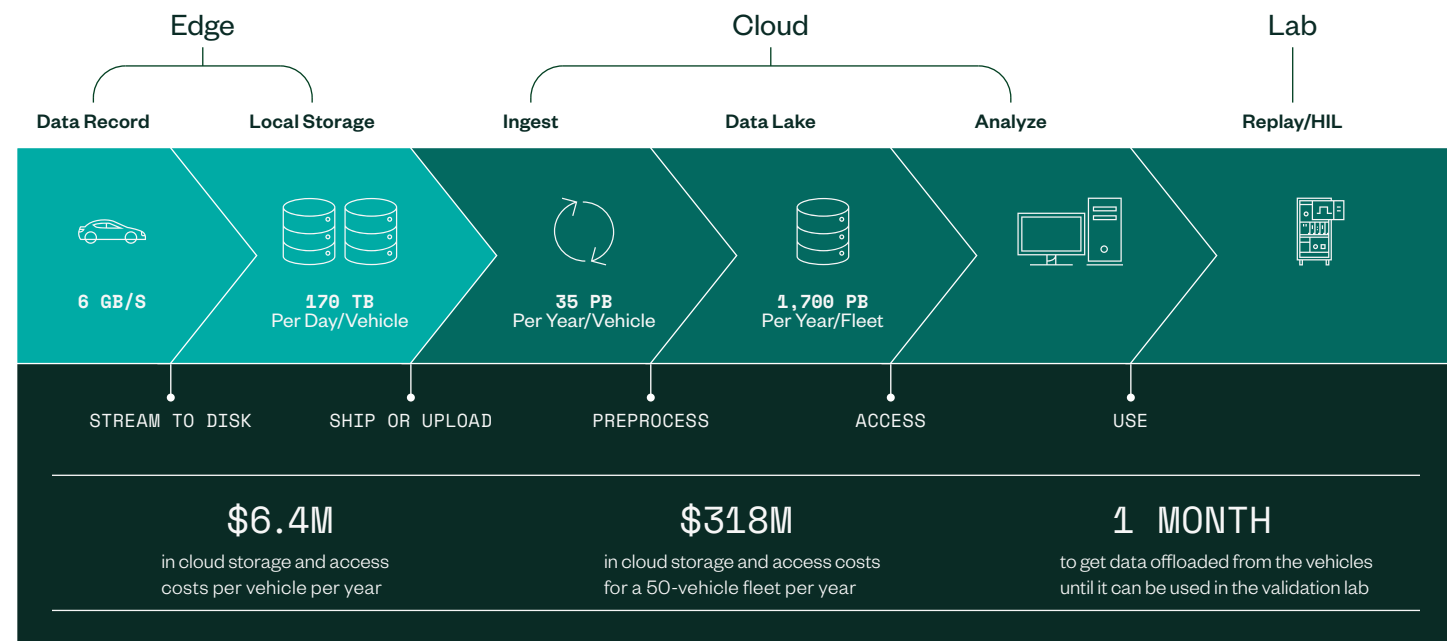 Edge
Cloud
Lab
Data Record
Local Storage
Ingest
Data Lake
Analyze
Replay/HIL
6 GB/S
170 TB
Per Day/Vehicle
35 PB
Per Year/Vehicle
1,700 PB
Per Year/Fleet
STREAM TO DISK
SHIP OR UPLOAD
PREPROCESS
ACCESS
USE
$6.4M
in cloud storage and access
costs per vehicle per year
$318M
in cloud storage and access costs
for a 50-vehicle fleet per year
1 MONTH
to get data offloaded from the vehicles
until it can be used in the validation lab